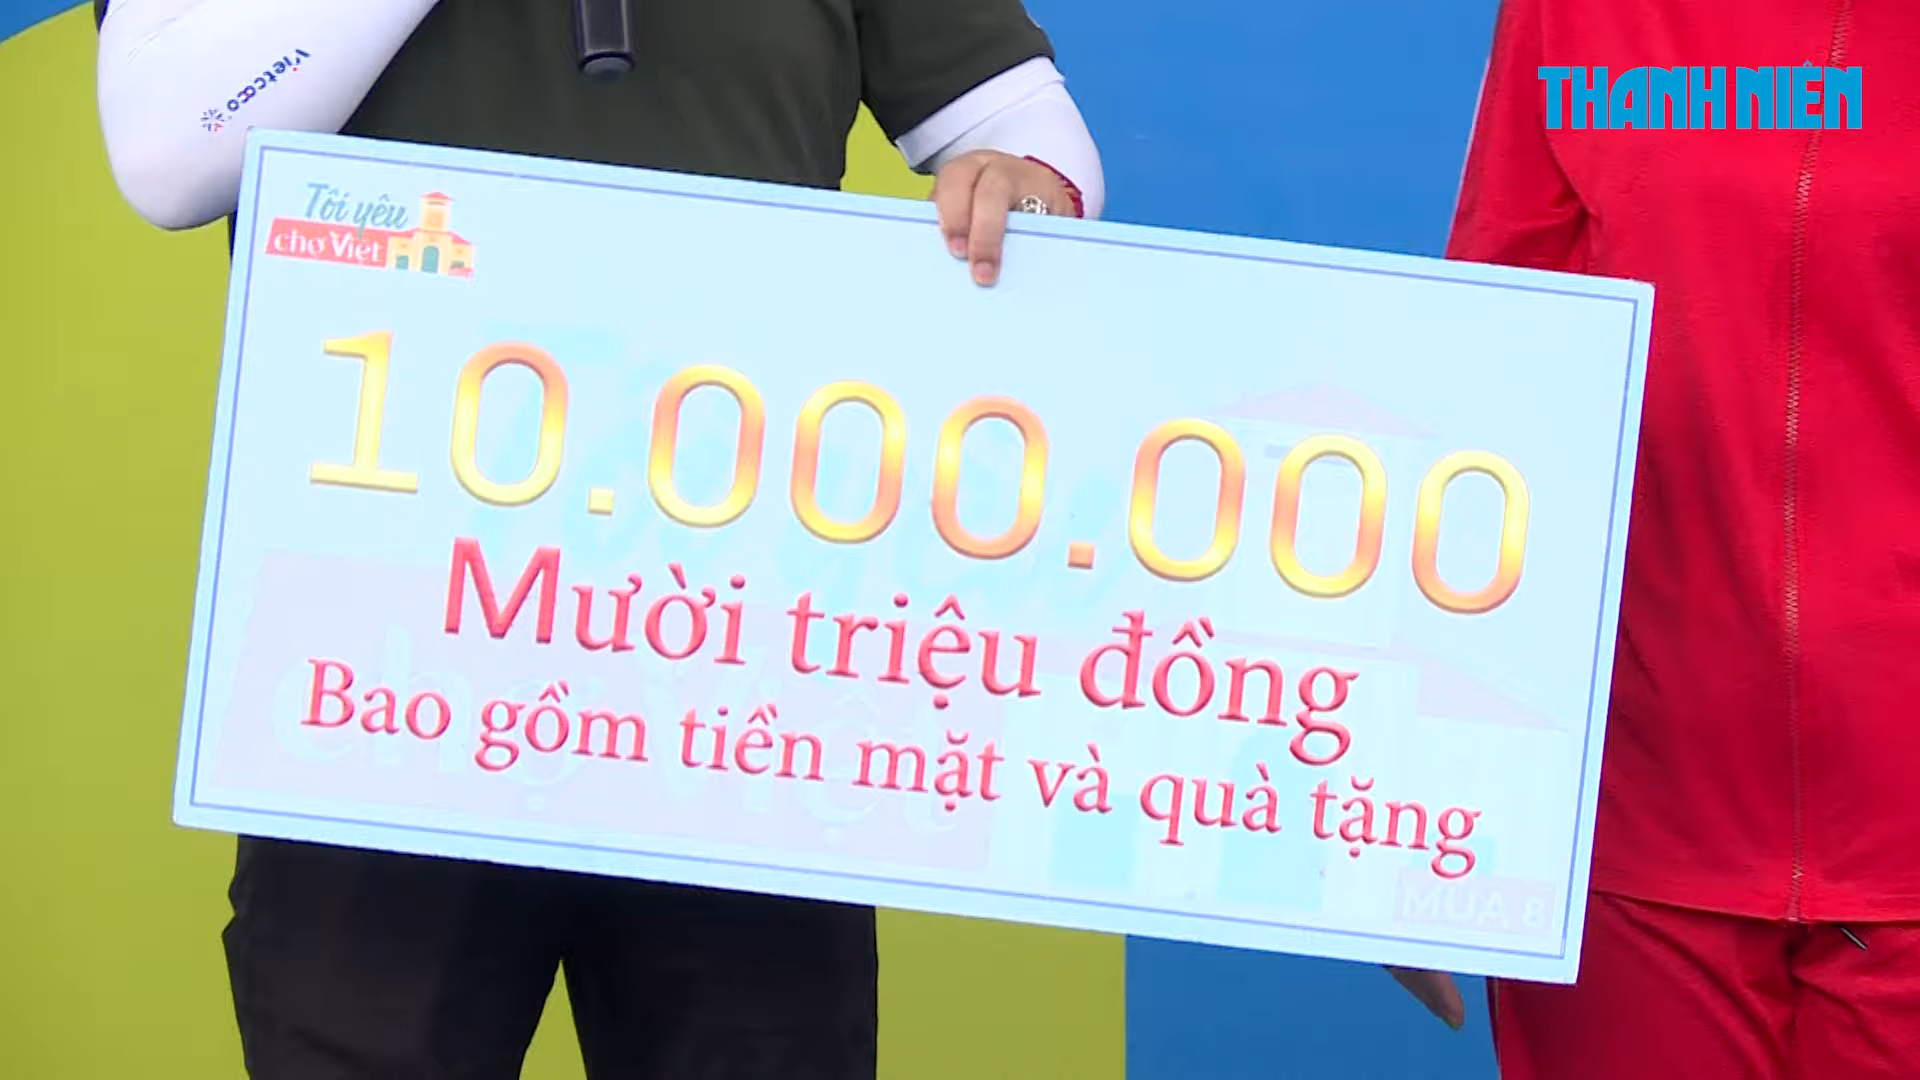 Vietcaco
THANH NIÊN
Tôi yêu
chợ Việt
10.000.000
Mười triệu đồng
Bao gồm tiền mặt và quà tặng
MÙA 8